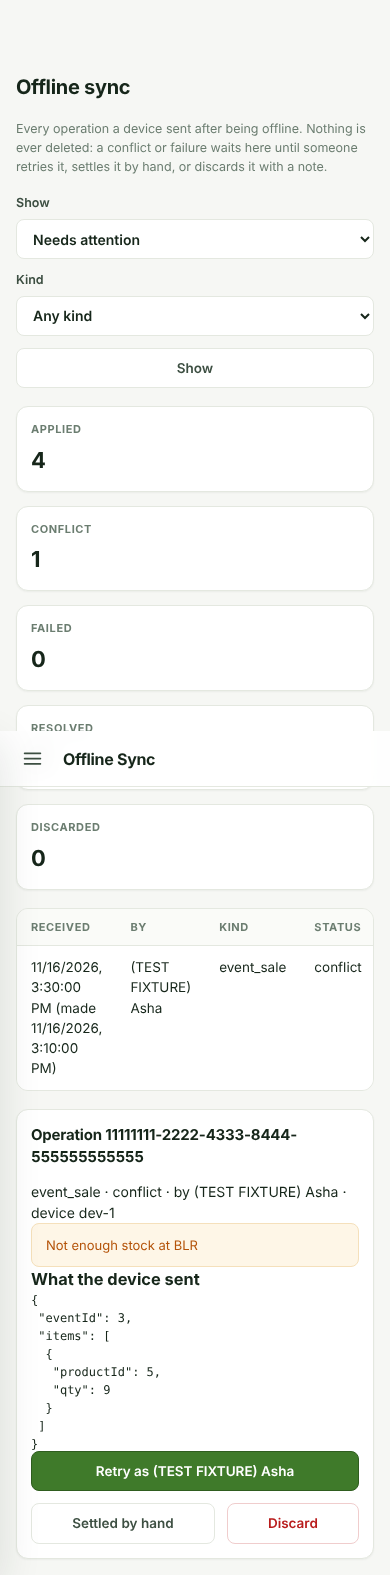 Offline sync
Every operation a device sent after being offline. Nothing is
ever deleted: a conflict or failure waits here until someone
retries it, settles it by hand, or discards it with a note.
Show
Needs attention
Kind
Any kind
Show
APPLIED
4
CONFLICT
1
FAILED
0
RESOLVED
Offline Sync
DISCARDED
0
RECEIVED BY KIND STATUS
11/16/2026, (TEST event_sale conflict
3:30:00 FIXTURE)
PM (made Asha
11/16/2026,
3:10:00
PM)
Operation 11111111-2222-4333-8444-
555555555555
event_sale · conflict · by (TEST FIXTURE) Asha ·
device dev-1
Not enough stock at BLR
What the device sent
{
"eventId": 3,
"items": [
{
"productId": 5,
"qty": 9
}
]
}
Retry as (TEST FIXTURE) Asha
Settled by hand Discard